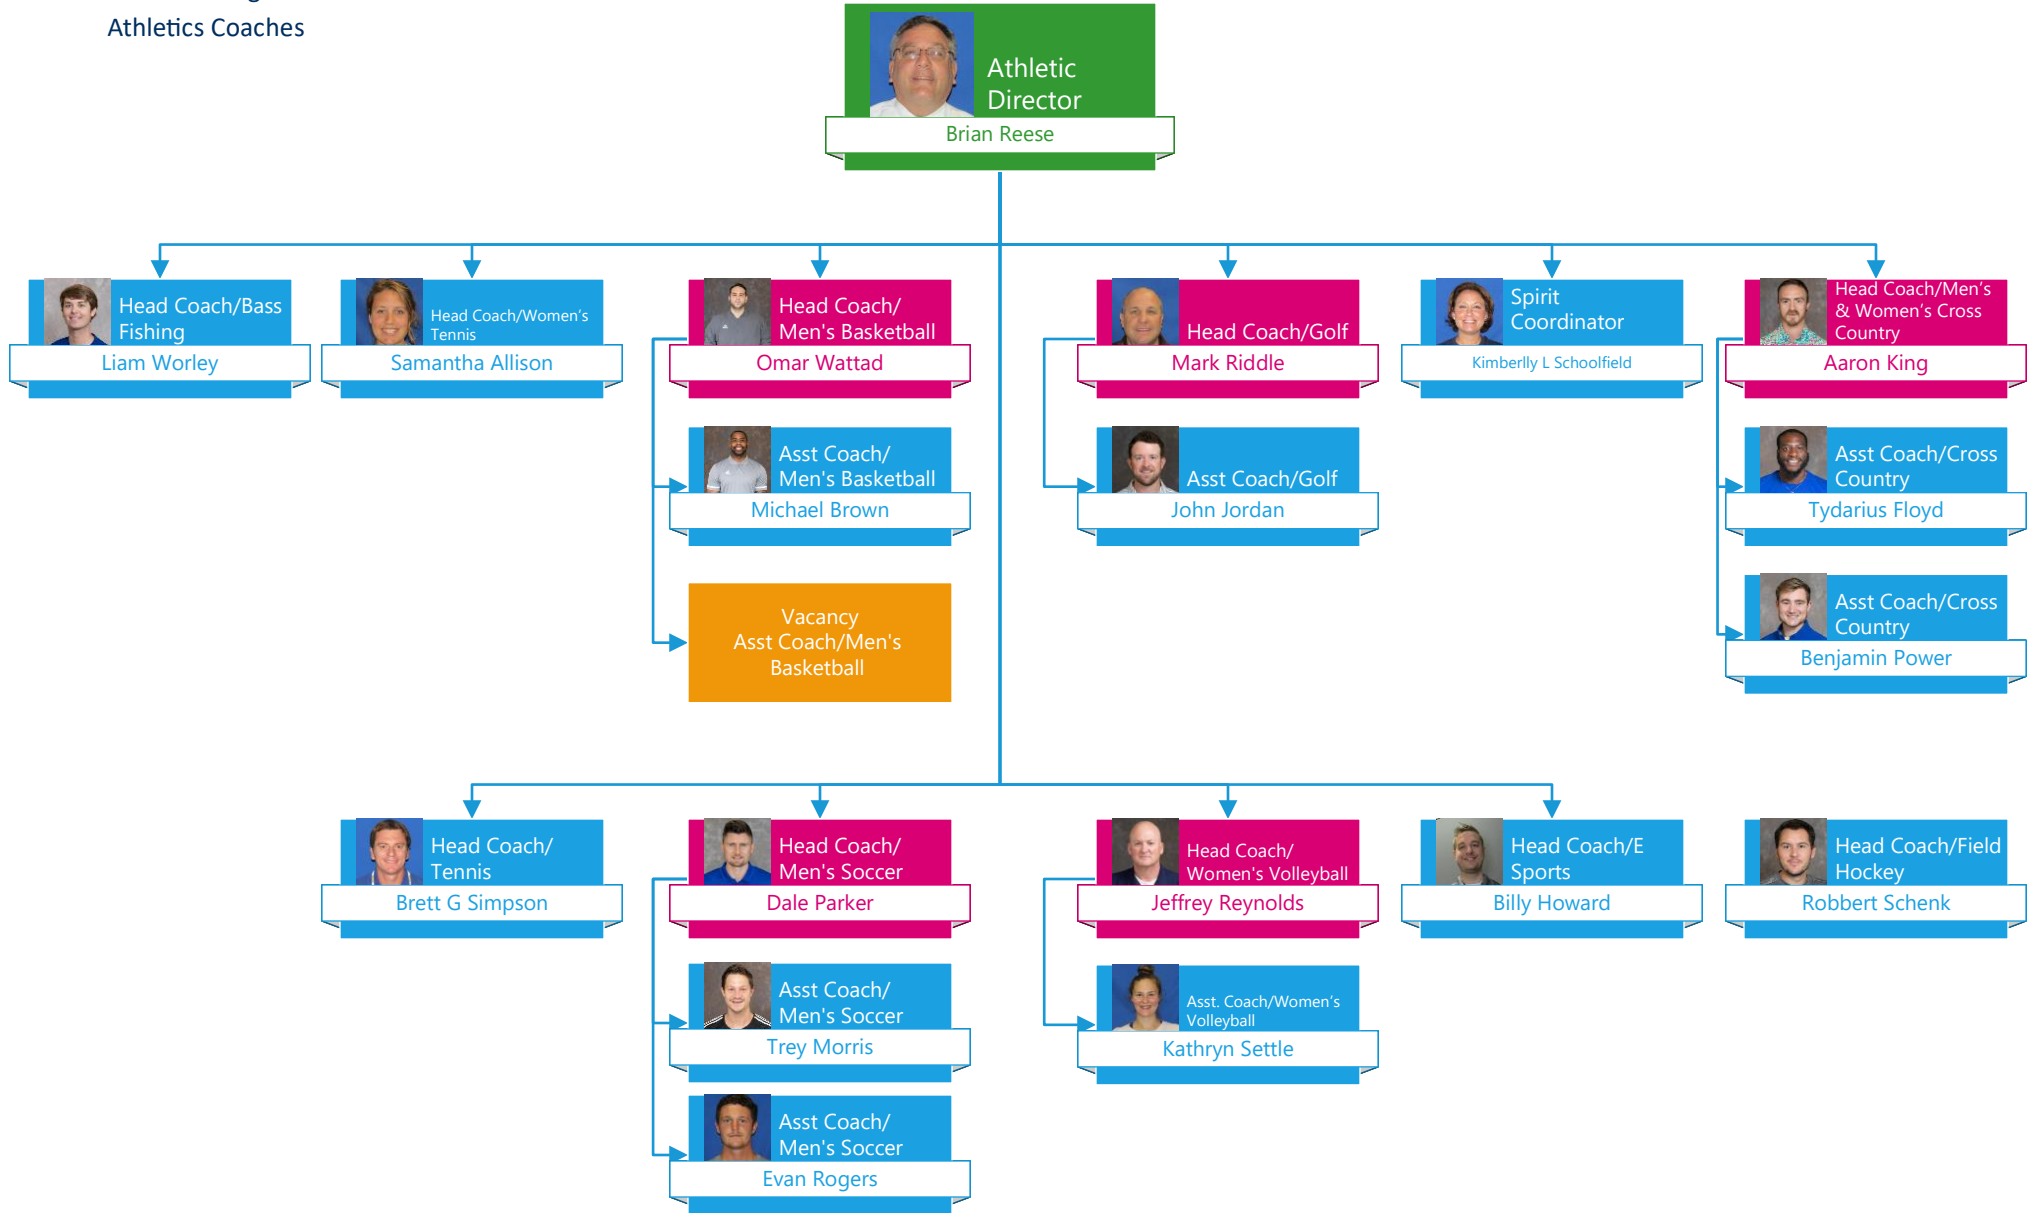 Athletics Coaches
Athletic
Director
Brian Reese
Head Coach/Bass
Fishing
Liam Worley
Head Coach/Women's
Tennis
Samantha Allison
Head Coach/
Men's Basketball
Omar Wattad
Head Coach/Golf
Mark Riddle
Spirit
Coordinator
Kimberlly L Schoolfield
Head Coach/Men's
& Women's Cross
Country
Aaron King
Asst Coach/
Men's Basketball
Michael Brown
Asst Coach/Golf
John Jordan
Asst Coach/Cross
Country
Tydarius Floyd
Vacancy
Asst Coach/Men's
Basketball
Asst Coach/Cross
Country
Benjamin Power
Head Coach/
Tennis
Brett G Simpson
Head Coach/
Men's Soccer
Dale Parker
Head Coach/
Women's Volleyball
Jeffrey Reynolds
Head Coach/E
Sports
Billy Howard
Head Coach/Field
Hockey
Robbert Schenk
Asst Coach/
Men's Soccer
Trey Morris
Asst. Coach/Women's
Volleyball
Kathryn Settle
Asst Coach/
Men's Soccer
Evan Rogers